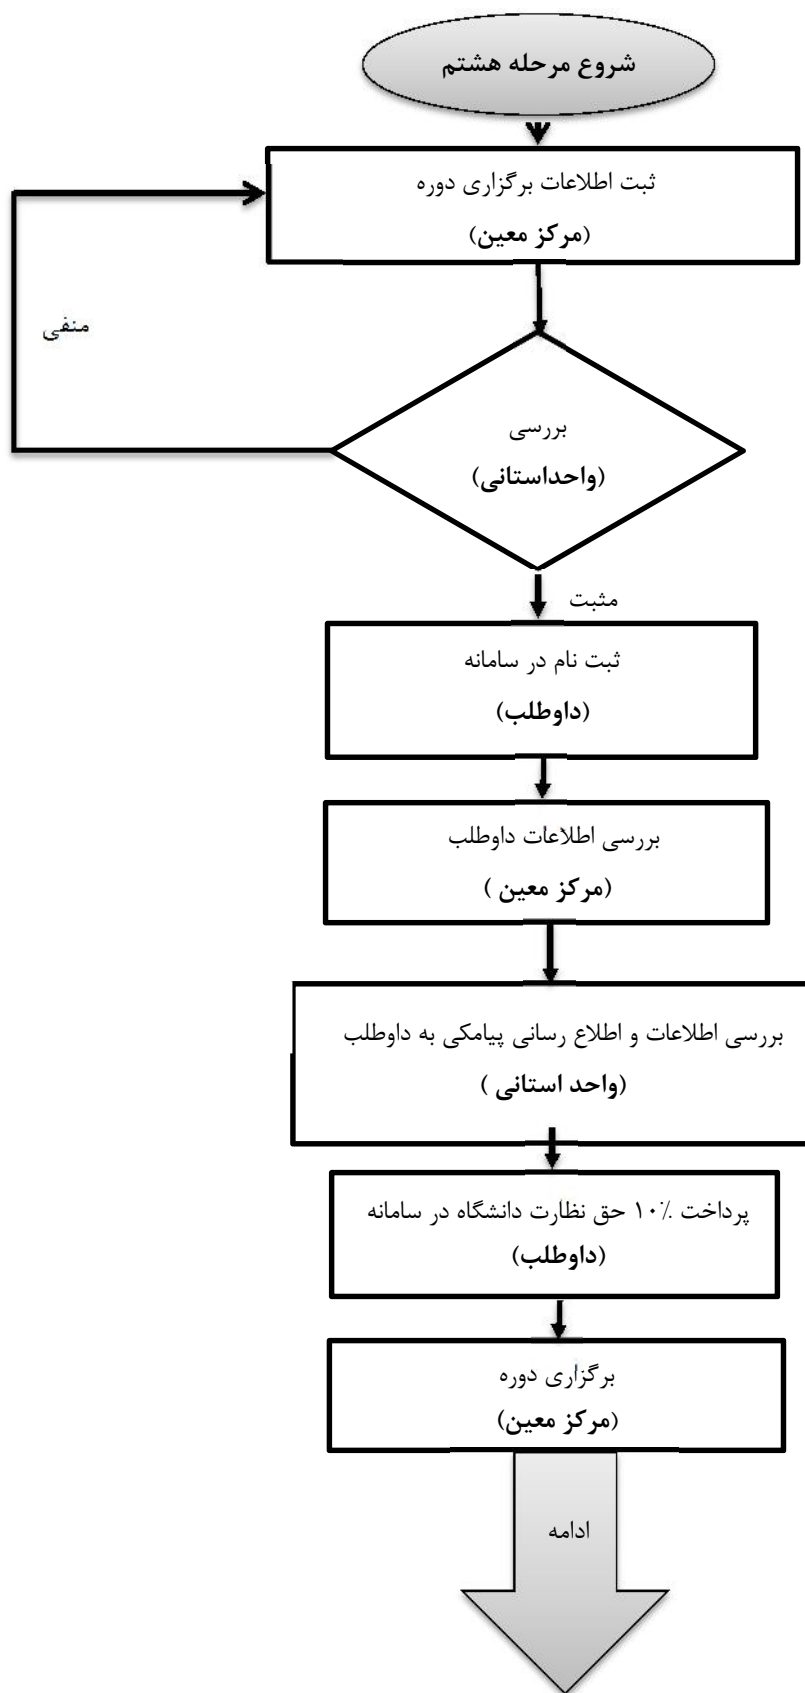 شروع مرحله هشتم
ثبت اطلاعات برگزاری دوره
(مرکز معین)
منفی
بررسی
(واحداستانی)
مثبت
ثبت نام در سامانه
(داوطلب)
بررسی اطلاعات داوطلب
(مرکز معین )
بررسی اطلاعات و اطلاع رسانی پیامکی به داوطلب
(واحد استانی )
پرداخت ۱۰٪ حق نظارت دانشگاه در سامانه
(داوطلب)
برگزاری دوره
(مرکز معین)
ادامه